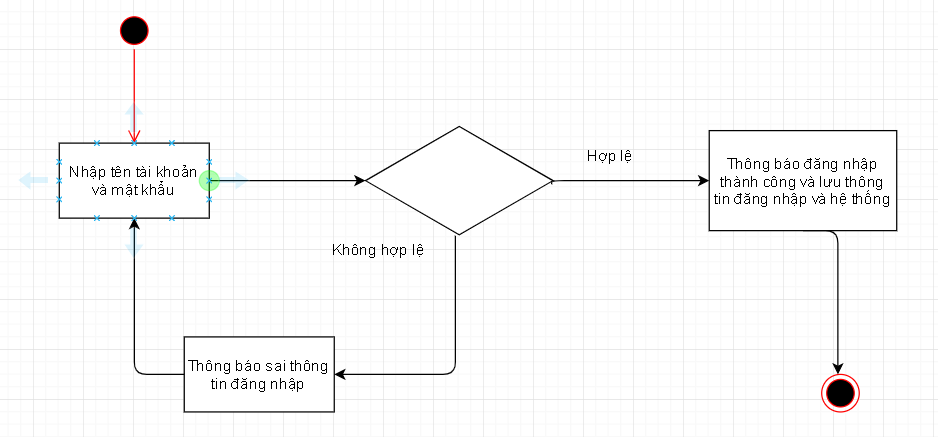 Nhập tên tài khoản
và mật khẩu
Hợp lệ
Thông báo đăng nhập
thành công và lưu thông
tin đăng nhập và hệ thống
Không hợp lệ
Thông báo sai thông
tin đăng nhập